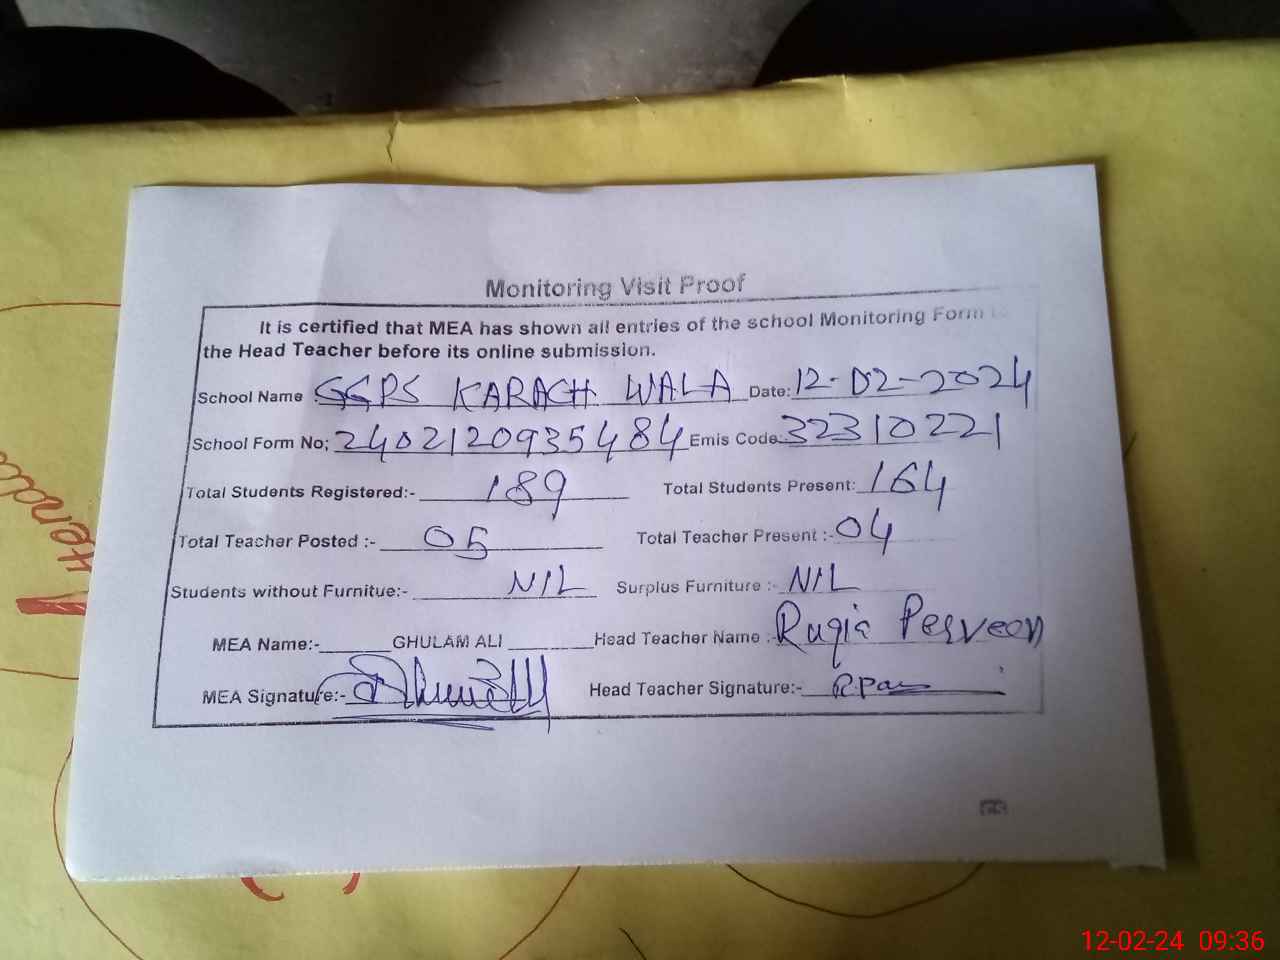 Monitoring Visit Proof
It is certified that MEA has shown all entries of the school Monitoring Form
the Head Teacher before its online submission.
School Name :GGPS KARACH WALA Date: 12-02-2024
School Form No; 2402120935484 Emis Code: 32310221
Total Students Registered:- 189 Total Students Present: 164
Total Teacher Posted :- 05 Total Teacher Present :- 04
Students without Furnitue:- NIL Surplus Furniture :- NIL
MEA Name:- GHULAM ALI Head Teacher Name :- Ruqia Perveen
MEA Signature:- Head Teacher Signature:-
12-02-24 09:36